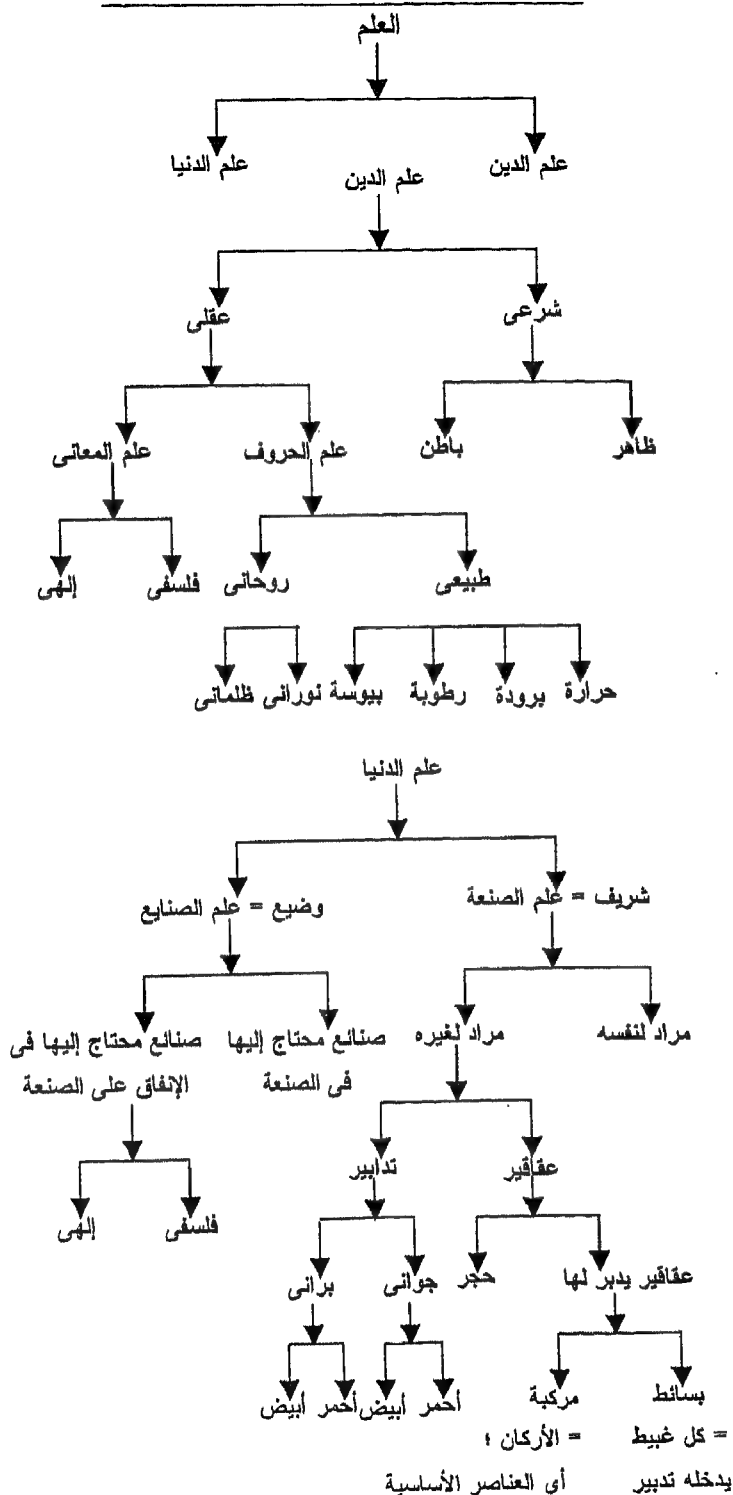 العلم
علم الدين علم الدنيا
علم الدين
شرعى عقلى
ظاهر باطن علم الحروف علم المعانى
طبيعى روحانى فلسفى إلهى
حرارة برودة رطوبة يبوسة نورانى ظلمانى
علم الدنيا
شريف = علم الصنعة وضيع = علم الصنايع
مراد لنفسه مراد لغيره صنائع محتاج إليها صنائع محتاج إليها فى
فى الصنعة الإنفاق على الصنعة
عقاقير تدابير
فلسفى إلهى
عقاقير يدبر لها حجر جوانى برانى
بسائط مركبة أحمر أبيض أحمر أبيض
= كل غبيط = الأركان ؛
يدخله تدبير أى العناصر الأساسية